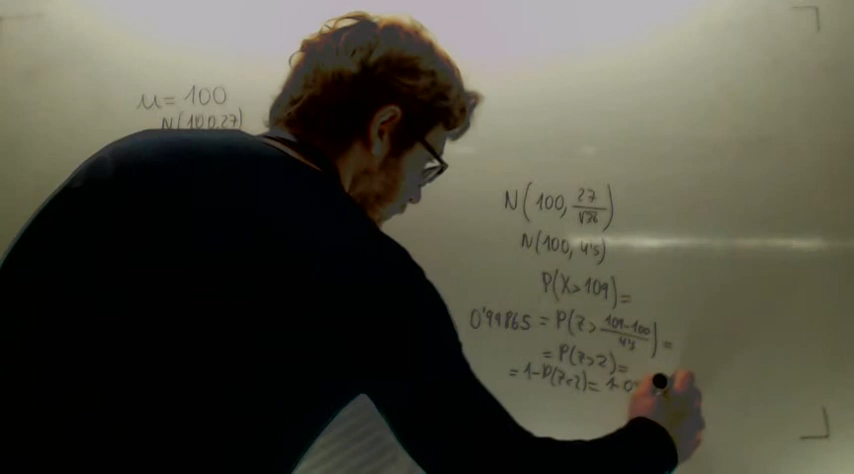 μ = 100
N(100,27)
N(100, 27/√36)
N(100, 4'5)
P(X>109)=
0'99865 = P(Z > 109-100/4'5) =
= P(Z>2)=
= 1-P(Z<2)= 1-0'